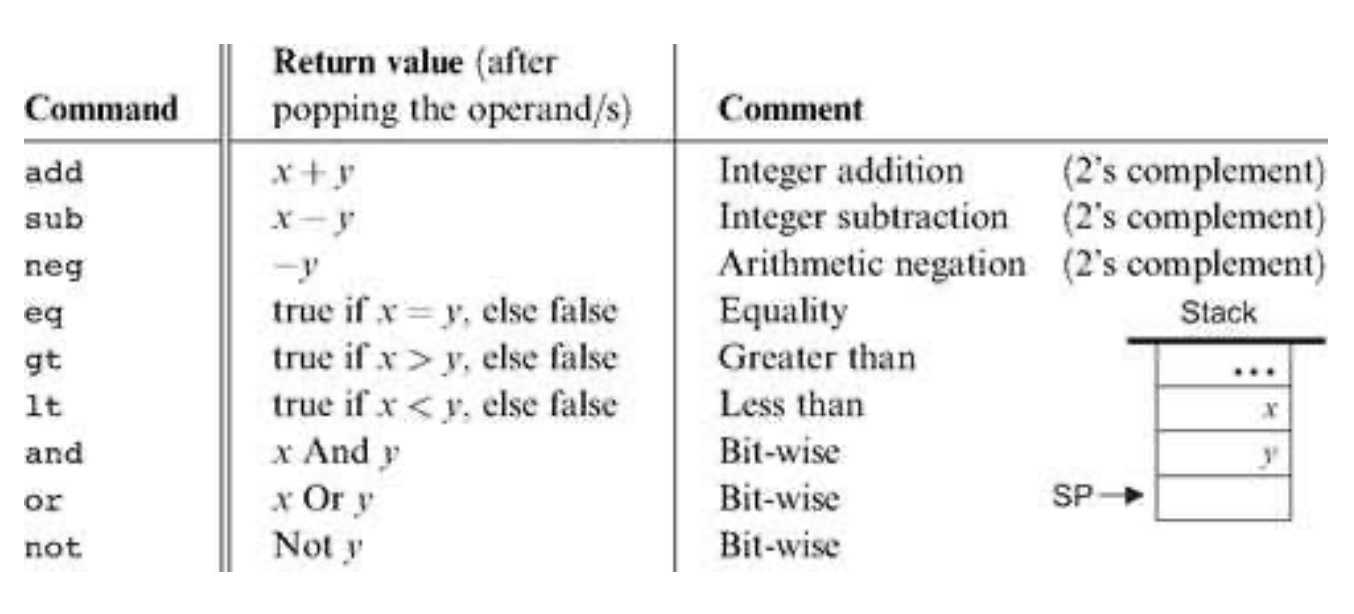 Return value (after
Command popping the operand/s) Comment
add x + y Integer addition (2's complement)
sub x − y Integer subtraction (2's complement)
neg −y Arithmetic negation (2's complement)
eq true if x = y, else false Equality
Stack
gt true if x > y, else false Greater than
...
lt true if x < y, else false Less than
x
and x And y Bit-wise
y
or x Or y Bit-wise
SP
not Not y Bit-wise